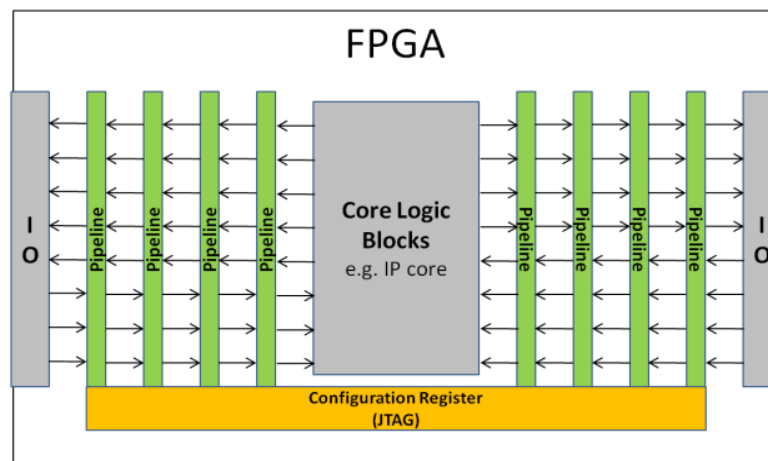 FPGA
I
O
Pipeline
Pipeline
Pipeline
Pipeline
Core Logic
Blocks
e.g. IP core
Pipeline
Pipeline
Pipeline
Pipeline
I
O
Configuration Register
(JTAG)